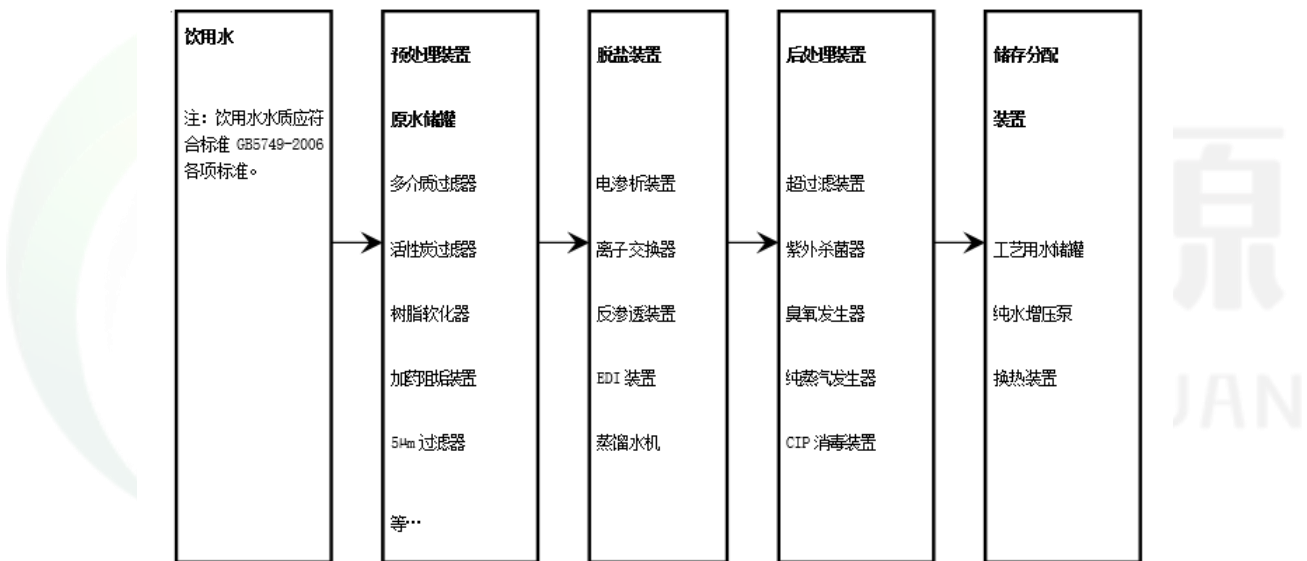 饮用水
注：饮用水水质应符
合标准 GB5749-2006
各项标准。
预处理装置
原水储罐
多介质过滤器
活性炭过滤器
树脂软化器
加药阻垢装置
5μm 过滤器
等…
脱盐装置
电渗析装置
离子交换器
反渗透装置
EDI 装置
蒸馏水机
后处理装置
超过滤装置
紫外杀菌器
臭氧发生器
纯蒸气发生器
CIP 消毒装置
储存分配
装置
工艺用水储罐
纯水增压泵
换热装置
泉
UAN